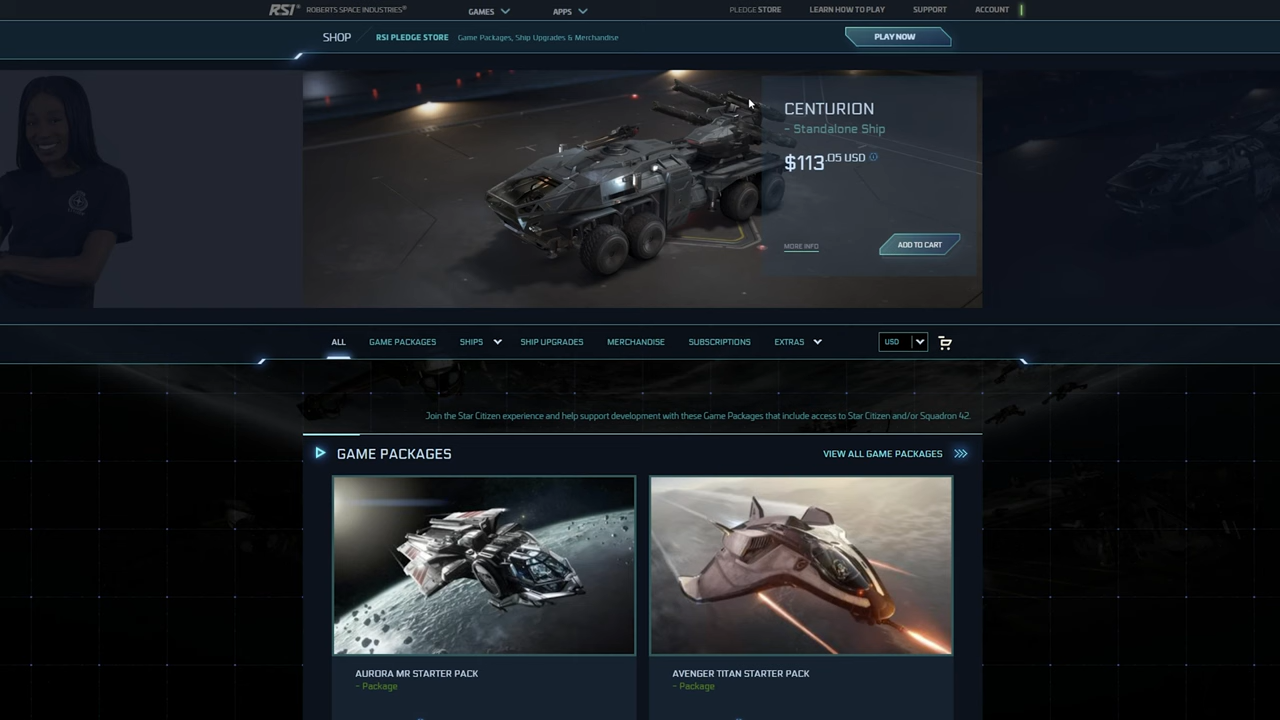 RSI ROBERTS SPACE INDUSTRIES®
GAMES
APPS
PLEDGE STORE
LEARN HOW TO PLAY
SUPPORT
ACCOUNT
SHOP
RSI PLEDGE STORE
Game Packages, Ship Upgrades & Merchandise
PLAY NOW
CENTURION
- Standalone Ship
$113.05 USD
MORE INFO
ADD TO CART
ALL
GAME PACKAGES
SHIPS
SHIP UPGRADES
MERCHANDISE
SUBSCRIPTIONS
EXTRAS
USD
Join the Star Citizen experience and help support development with these Game Packages that include access to Star Citizen and/or Squadron 42.
GAME PACKAGES
VIEW ALL GAME PACKAGES
AURORA MR STARTER PACK
- Package
AVENGER TITAN STARTER PACK
- Package